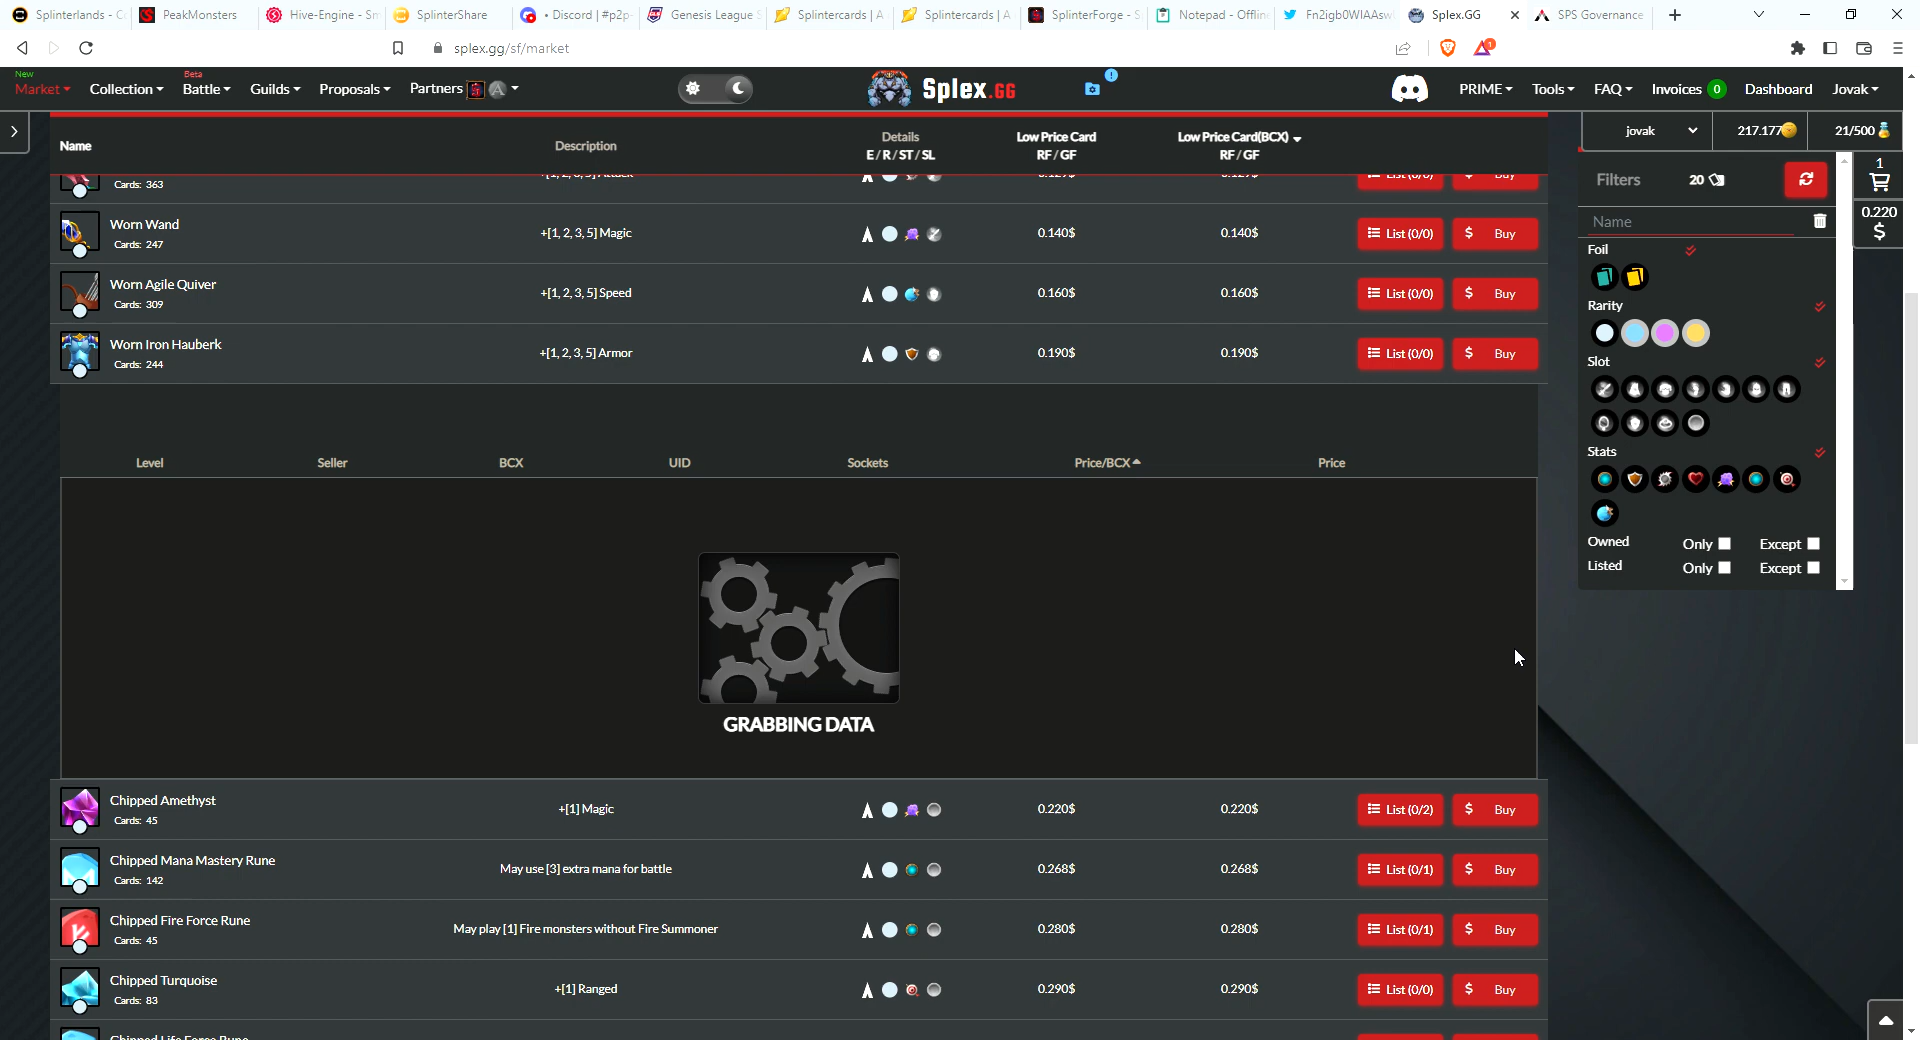 Splinterlands - C
PeakMonsters
Hive-Engine - Sm
SplinterShare
• Discord | #p2p-
Genesis League S
Splintercards | A
Splintercards | A
SplinterForge - S
Notepad - Offline
Fn2igb0WIAAsw
Splex.GG
SPS Governance
splex.gg/sf/market
1
New
Beta
Market
Collection
Battle
Guilds
Proposals
Partners
Splex.GG
PRIME
Tools
FAQ
Invoices 0
Dashboard
Jovak
Name
Description
Details
E / R / ST / SL
Low Price Card
RF / GF
Low Price Card(BCX)
RF / GF
jovak
217.177
21/500
Cards: 363
Worn Wand
Cards: 247
+[1, 2, 3, 5] Magic
0.140$
0.140$
List (0/0)
$ Buy
Worn Agile Quiver
Cards: 309
+[1, 2, 3, 5] Speed
0.160$
0.160$
List (0/0)
$ Buy
Worn Iron Hauberk
Cards: 244
+[1, 2, 3, 5] Armor
0.190$
0.190$
List (0/0)
$ Buy
Level
Seller
BCX
UID
Sockets
Price/BCX
Price
GRABBING DATA
Chipped Amethyst
Cards: 45
+[1] Magic
0.220$
0.220$
List (0/2)
$ Buy
Chipped Mana Mastery Rune
Cards: 142
May use [3] extra mana for battle
0.268$
0.268$
List (0/1)
$ Buy
Chipped Fire Force Rune
Cards: 45
May play [1] Fire monsters without Fire Summoner
0.280$
0.280$
List (0/1)
$ Buy
Chipped Turquoise
Cards: 83
+[1] Ranged
0.290$
0.290$
List (0/0)
$ Buy
Filters
20
Name
Foil
Rarity
Slot
Stats
Owned
Only
Except
Listed
Only
Except
1
0.220
$